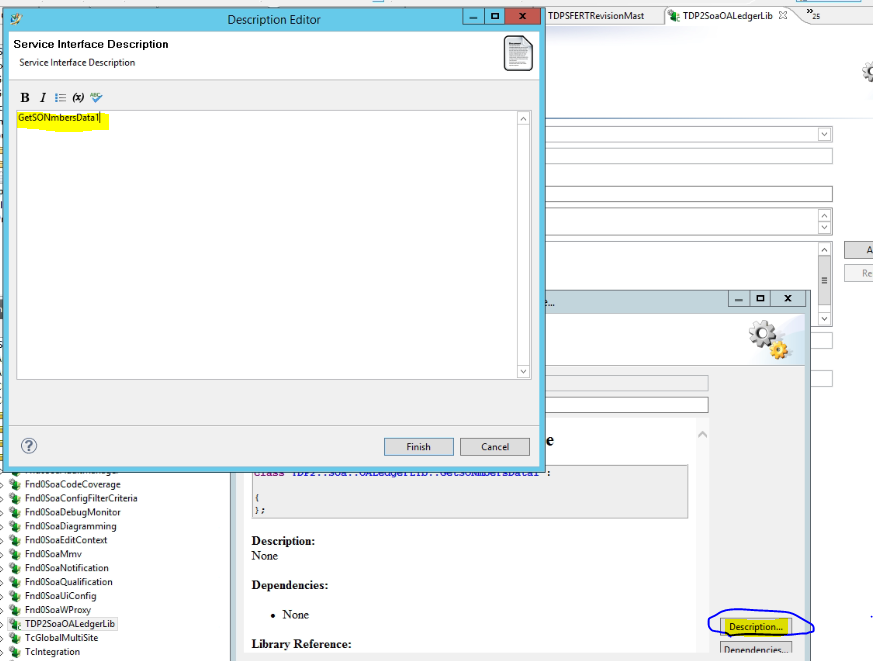 Description Editor
TDPSFERTRevisionMast
TDP2SoaOALedgerLib
»25
Service Interface Description
Service Interface Description
B I (x) ABC
GetSONmbersData1
A
Re
e...
Finish
Cancel
e
class TDP2::Soa::OALedgerLib::GetSONmbersData1 :
{
};
Description:
None
Dependencies:
• None
Library Reference:
Description...
Dependencies...
Fnd0SoaCodeCoverage
Fnd0SoaConfigFilterCriteria
Fnd0SoaDebugMonitor
Fnd0SoaDiagramming
Fnd0SoaEditContext
Fnd0SoaMmv
Fnd0SoaNotification
Fnd0SoaQualification
Fnd0SoaUiConfig
Fnd0SoaWProxy
TDP2SoaOALedgerLib
TcGlobalMultiSite
TcIntegration